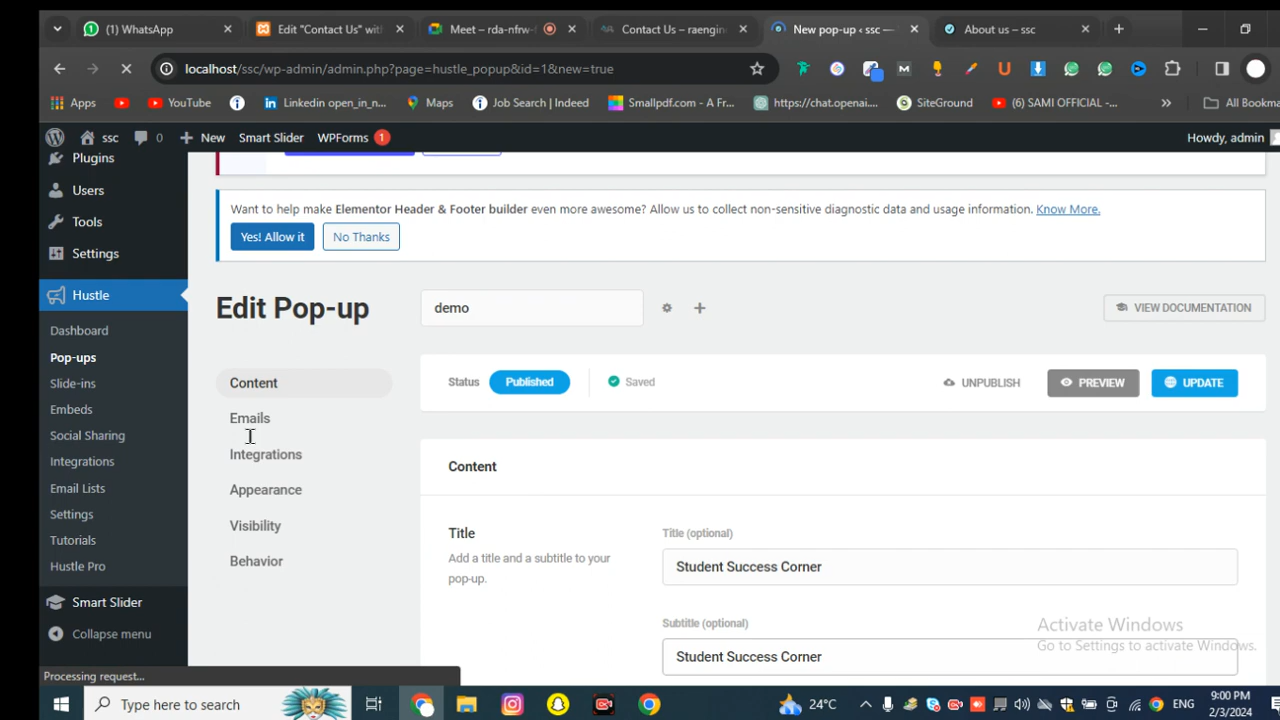 WhatsApp
Edit "Contact Us" with
Meet – rda-nfrw-
Contact Us – raengin
New pop-up ‹ ssc —
About us – ssc
localhost/ssc/wp-admin/admin.php?page=hustle_popup&id=1&new=true
Apps
YouTube
Linkedin open_in_n...
Maps
Job Search | Indeed
Smallpdf.com - A Fr...
https://chat.openai....
SiteGround
(6) SAMI OFFICIAL -...
»
All Bookma
ssc
0
New
Smart Slider
WPForms 1
Howdy, admin
Plugins
Users
Tools
Settings
Hustle
Dashboard
Pop-ups
Slide-ins
Embeds
Social Sharing
Integrations
Email Lists
Settings
Tutorials
Hustle Pro
Smart Slider
Collapse menu
Want to help make Elementor Header & Footer builder even more awesome? Allow us to collect non-sensitive diagnostic data and usage information. Know More.
Yes! Allow it
No Thanks
Edit Pop-up
demo
VIEW DOCUMENTATION
Content
Emails
Integrations
Appearance
Visibility
Behavior
Status
Published
Saved
UNPUBLISH
PREVIEW
UPDATE
Content
Title
Add a title and a subtitle to your
pop-up.
Title (optional)
Student Success Corner
Subtitle (optional)
Student Success Corner
Activate Windows
Go to Settings to activate Windows.
Processing request...
Type here to search
24°C
ENG
9:00 PM
2/3/2024